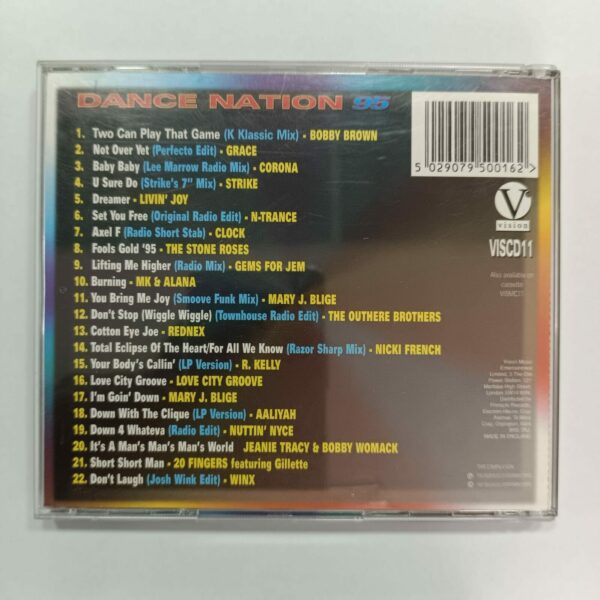 DANCE NATION 95
1. Two Can Play That Game (K Klassic Mix) - BOBBY BROWN
2. Not Over Yet (Perfecto Edit) - GRACE
3. Baby Baby (Lee Marrow Radio Mix) - CORONA
4. U Sure Do (Strike's 7" Mix) - STRIKE
5. Dreamer - LIVIN' JOY
6. Set You Free (Original Radio Edit) - N-TRANCE
7. Axel F (Radio Short Stab) - CLOCK
8. Fools Gold '95 - THE STONE ROSES
9. Lifting Me Higher (Radio Mix) - GEMS FOR JEM
10. Burning - MK & ALANA
11. You Bring Me Joy (Smoove Funk Mix) - MARY J. BLIGE
12. Don't Stop (Wiggle Wiggle) (Townhouse Radio Edit) - THE OUTHERE BROTHERS
13. Cotton Eye Joe - REDNEX
14. Total Eclipse Of The Heart/For All We Know (Razor Sharp Mix) - NICKI FRENCH
15. Your Body's Callin' (LP Version) - R. KELLY
16. Love City Groove - LOVE CITY GROOVE
17. I'm Goin' Down - MARY J. BLIGE
18. Down With The Clique (LP Version) - AALIYAH
19. Down 4 Whateva (Radio Edit) - NUTTIN' NYCE
20. It's A Man's Man's Man's World JEANIE TRACY & BOBBY WOMACK
21. Short Short Man - 20 FINGERS featuring Gillette
22. Don't Laugh (Josh Wink Edit) - WINX
5 029079 500162 >
V
vision
VISCD11
Also available on
cassette
Vision Music
Entertainment
MADE IN ENGLAND